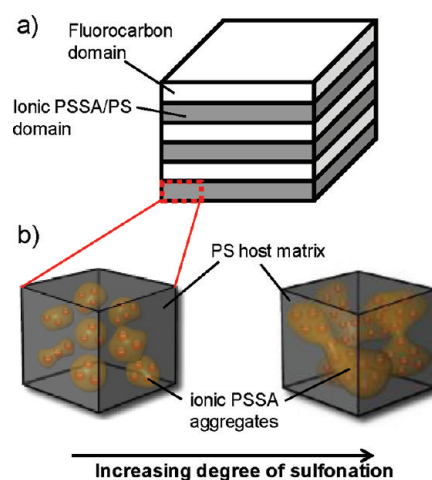 a)
Fluorocarbon
domain
Ionic PSSA/PS
domain
b)
PS host matrix
ionic PSSA
aggregates
Increasing degree of sulfonation